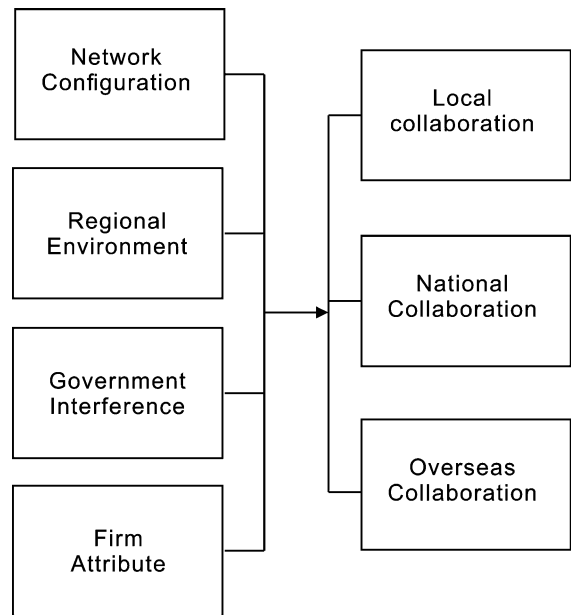 Network
Configuration
Regional
Environment
Government
Interference
Firm
Attribute
Local
collaboration
National
Collaboration
Overseas
Collaboration